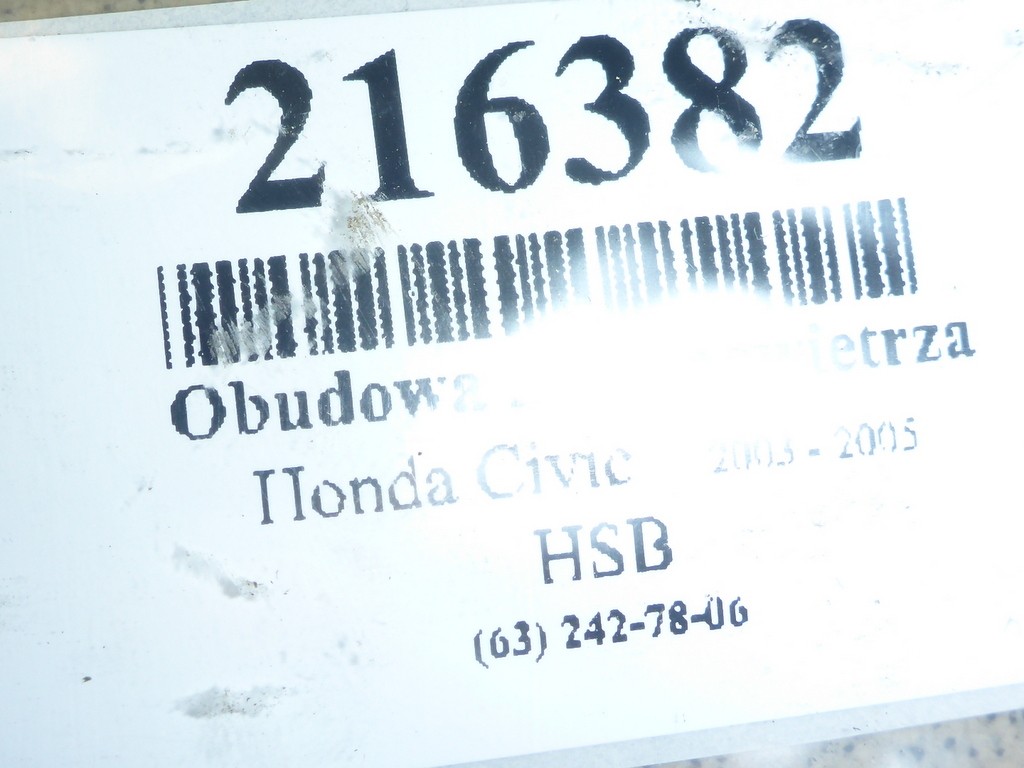 216382
Obudowa
Honda Civic 2003 - 2005
HSB
(63) 242-78-06